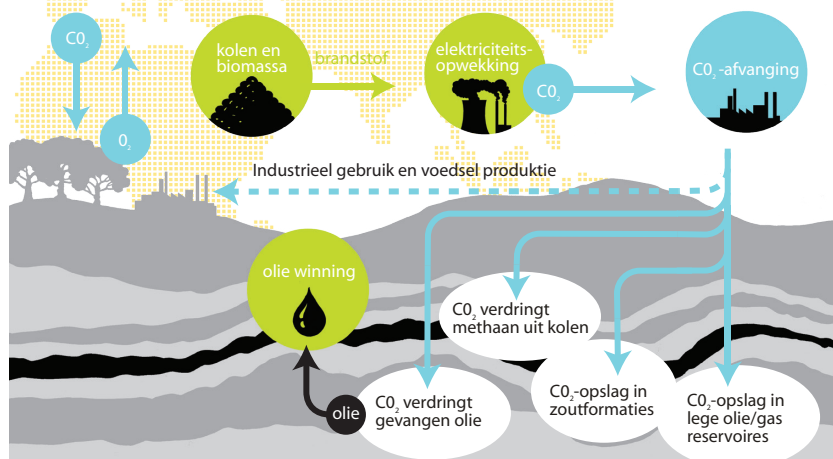 C0₂
0₂
kolen en
biomassa
brandstof
elektriciteits-
opwekking
C0₂
C0₂-afvanging
Industrieel gebruik en voedsel produktie
olie winning
C0₂ verdringt
methaan uit kolen
olie
C0₂ verdringt
gevangen olie
C0₂-opslag in
zoutformaties
C0₂-opslag in
lege olie/gas
reservoires